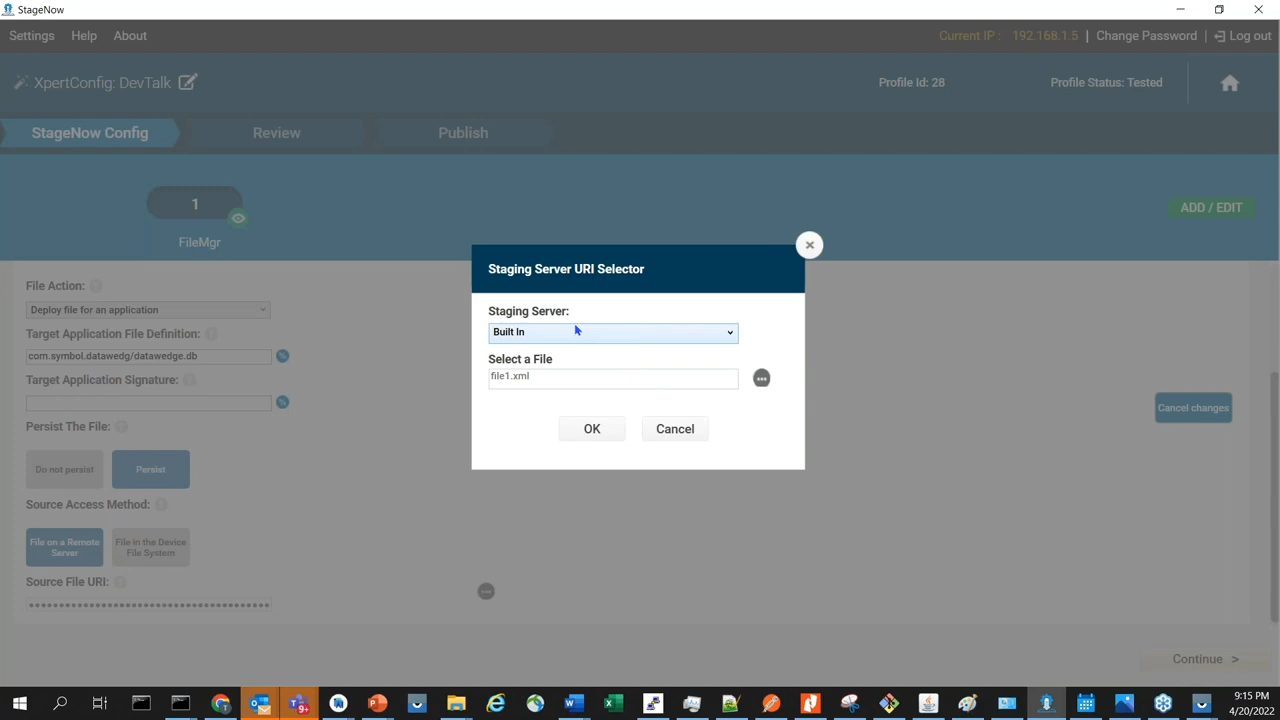 StageNow
Settings Help About
Current IP : 192.168.1.5 | Change Password | Log out
XpertConfig: DevTalk
Profile Id: 28
Profile Status: Tested
StageNow Config
Review
Publish
1
FileMgr
ADD / EDIT
Staging Server URI Selector
Staging Server:
Built In
Select a File
file1.xml
OK
Cancel
File Action:
Deploy file for an application
Target Application File Definition:
com.symbol.datawedg/datawedge.db
Target Application Signature:
Persist The File:
Do not persist
Persist
Source Access Method:
File on a Remote
Server
File in the Device
File System
Source File URI:
Cancel changes
Continue >
9:15 PM
4/20/2022